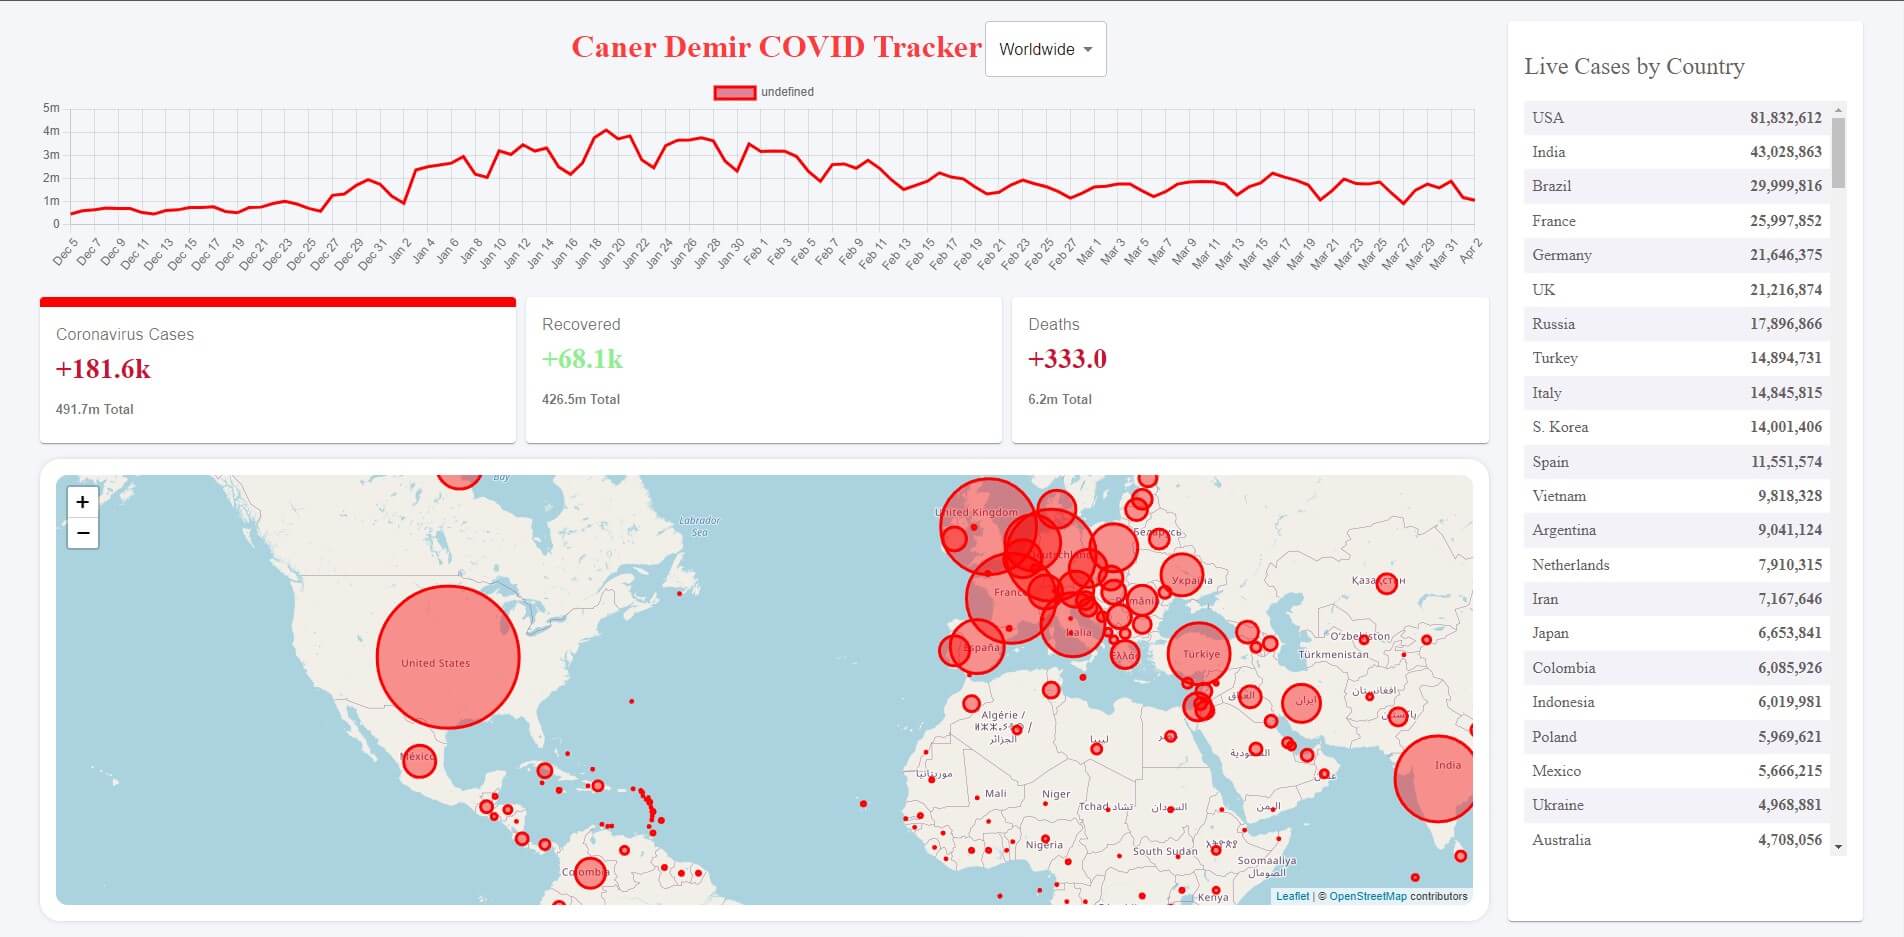 Caner Demir COVID Tracker
Worldwide
undefined
5m
4m
3m
2m
1m
0
Dec 5
Dec 7
Dec 9
Dec 11
Dec 13
Dec 15
Dec 17
Dec 19
Dec 21
Dec 23
Dec 25
Dec 27
Dec 29
Dec 31
Jan 2
Jan 4
Jan 6
Jan 8
Jan 10
Jan 12
Jan 14
Jan 16
Jan 18
Jan 20
Jan 22
Jan 24
Jan 26
Jan 28
Jan 30
Feb 1
Feb 3
Feb 5
Feb 7
Feb 9
Feb 11
Feb 13
Feb 15
Feb 17
Feb 19
Feb 21
Feb 23
Feb 25
Feb 27
Mar 1
Mar 3
Mar 5
Mar 7
Mar 9
Mar 11
Mar 13
Mar 15
Mar 17
Mar 19
Mar 21
Mar 23
Mar 25
Mar 27
Mar 29
Mar 31
Apr 2
Coronavirus Cases
+181.6k
491.7m Total
Recovered
+68.1k
426.5m Total
Deaths
+333.0
6.2m Total
+
−
Bay
Labrador
Sea
United Kingdom
Беларусь
Deutschland
Україна
Қазақстан
France
România
Italia
España
Ελλάς
Türkiye
O'zbekiston
Türkmenistan
United States
México
Algérie /
الجزائر
ليبيا
مصر
العراق
ایران
السعودية
عمان
India
موريتانيا
Mali
Niger
Tchad تشاد
السودان
اليمن
Nigeria
South Sudan
Soomaaliya
الصومال
Colombia
Kenya
Leaflet | © OpenStreetMap contributors
Live Cases by Country
USA 81,832,612
India 43,028,863
Brazil 29,999,816
France 25,997,852
Germany 21,646,375
UK 21,216,874
Russia 17,896,866
Turkey 14,894,731
Italy 14,845,815
S. Korea 14,001,406
Spain 11,551,574
Vietnam 9,818,328
Argentina 9,041,124
Netherlands 7,910,315
Iran 7,167,646
Japan 6,653,841
Colombia 6,085,926
Indonesia 6,019,981
Poland 5,969,621
Mexico 5,666,215
Ukraine 4,968,881
Australia 4,708,056